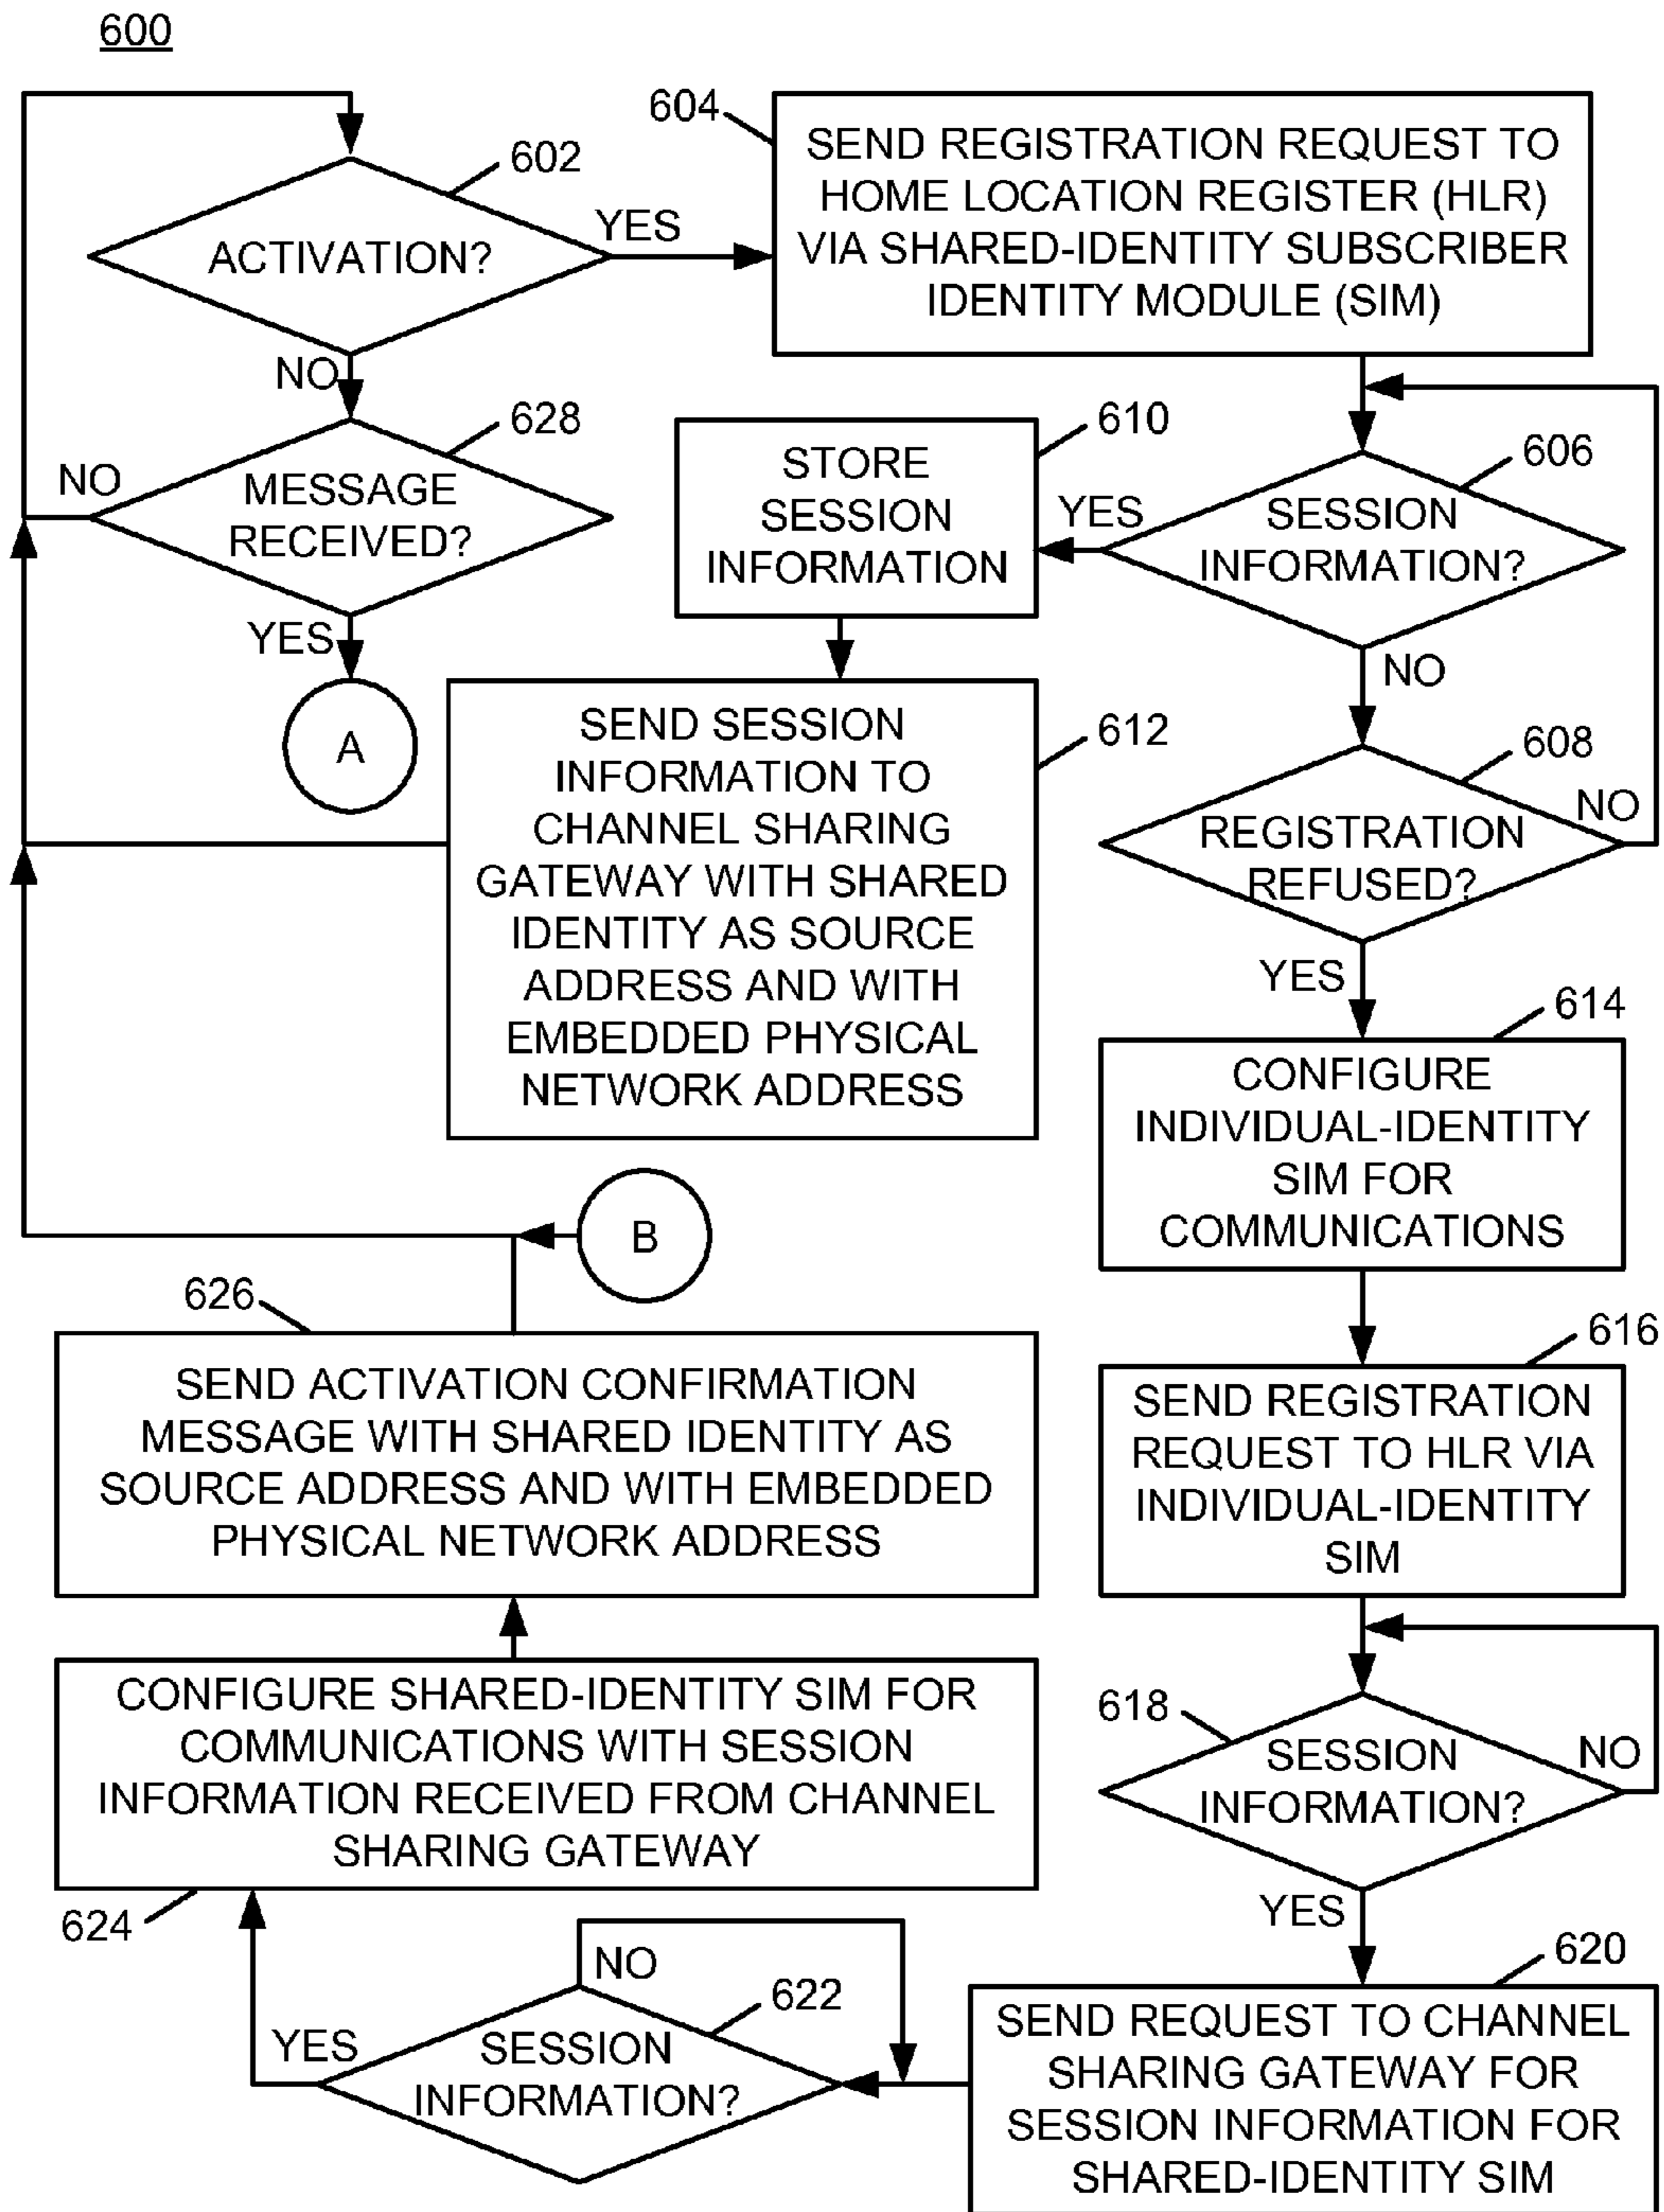 600
604
SEND REGISTRATION REQUEST TO
HOME LOCATION REGISTER (HLR)
VIA SHARED-IDENTITY SUBSCRIBER
IDENTITY MODULE (SIM)
602
ACTIVATION?
YES
NO
628
MESSAGE
RECEIVED?
NO
YES
A
610
STORE
SESSION
INFORMATION
606
SESSION
INFORMATION?
YES
NO
612
SEND SESSION
INFORMATION TO
CHANNEL SHARING
GATEWAY WITH SHARED
IDENTITY AS SOURCE
ADDRESS AND WITH
EMBEDDED PHYSICAL
NETWORK ADDRESS
608
REGISTRATION
REFUSED?
NO
YES
614
CONFIGURE
INDIVIDUAL-IDENTITY
SIM FOR
COMMUNICATIONS
B
616
SEND REGISTRATION
REQUEST TO HLR VIA
INDIVIDUAL-IDENTITY
SIM
626
SEND ACTIVATION CONFIRMATION
MESSAGE WITH SHARED IDENTITY AS
SOURCE ADDRESS AND WITH EMBEDDED
PHYSICAL NETWORK ADDRESS
618
SESSION
INFORMATION?
NO
YES
CONFIGURE SHARED-IDENTITY SIM FOR
COMMUNICATIONS WITH SESSION
INFORMATION RECEIVED FROM CHANNEL
SHARING GATEWAY
624
620
SEND REQUEST TO CHANNEL
SHARING GATEWAY FOR
SESSION INFORMATION FOR
SHARED-IDENTITY SIM
NO
622
YES
SESSION
INFORMATION?